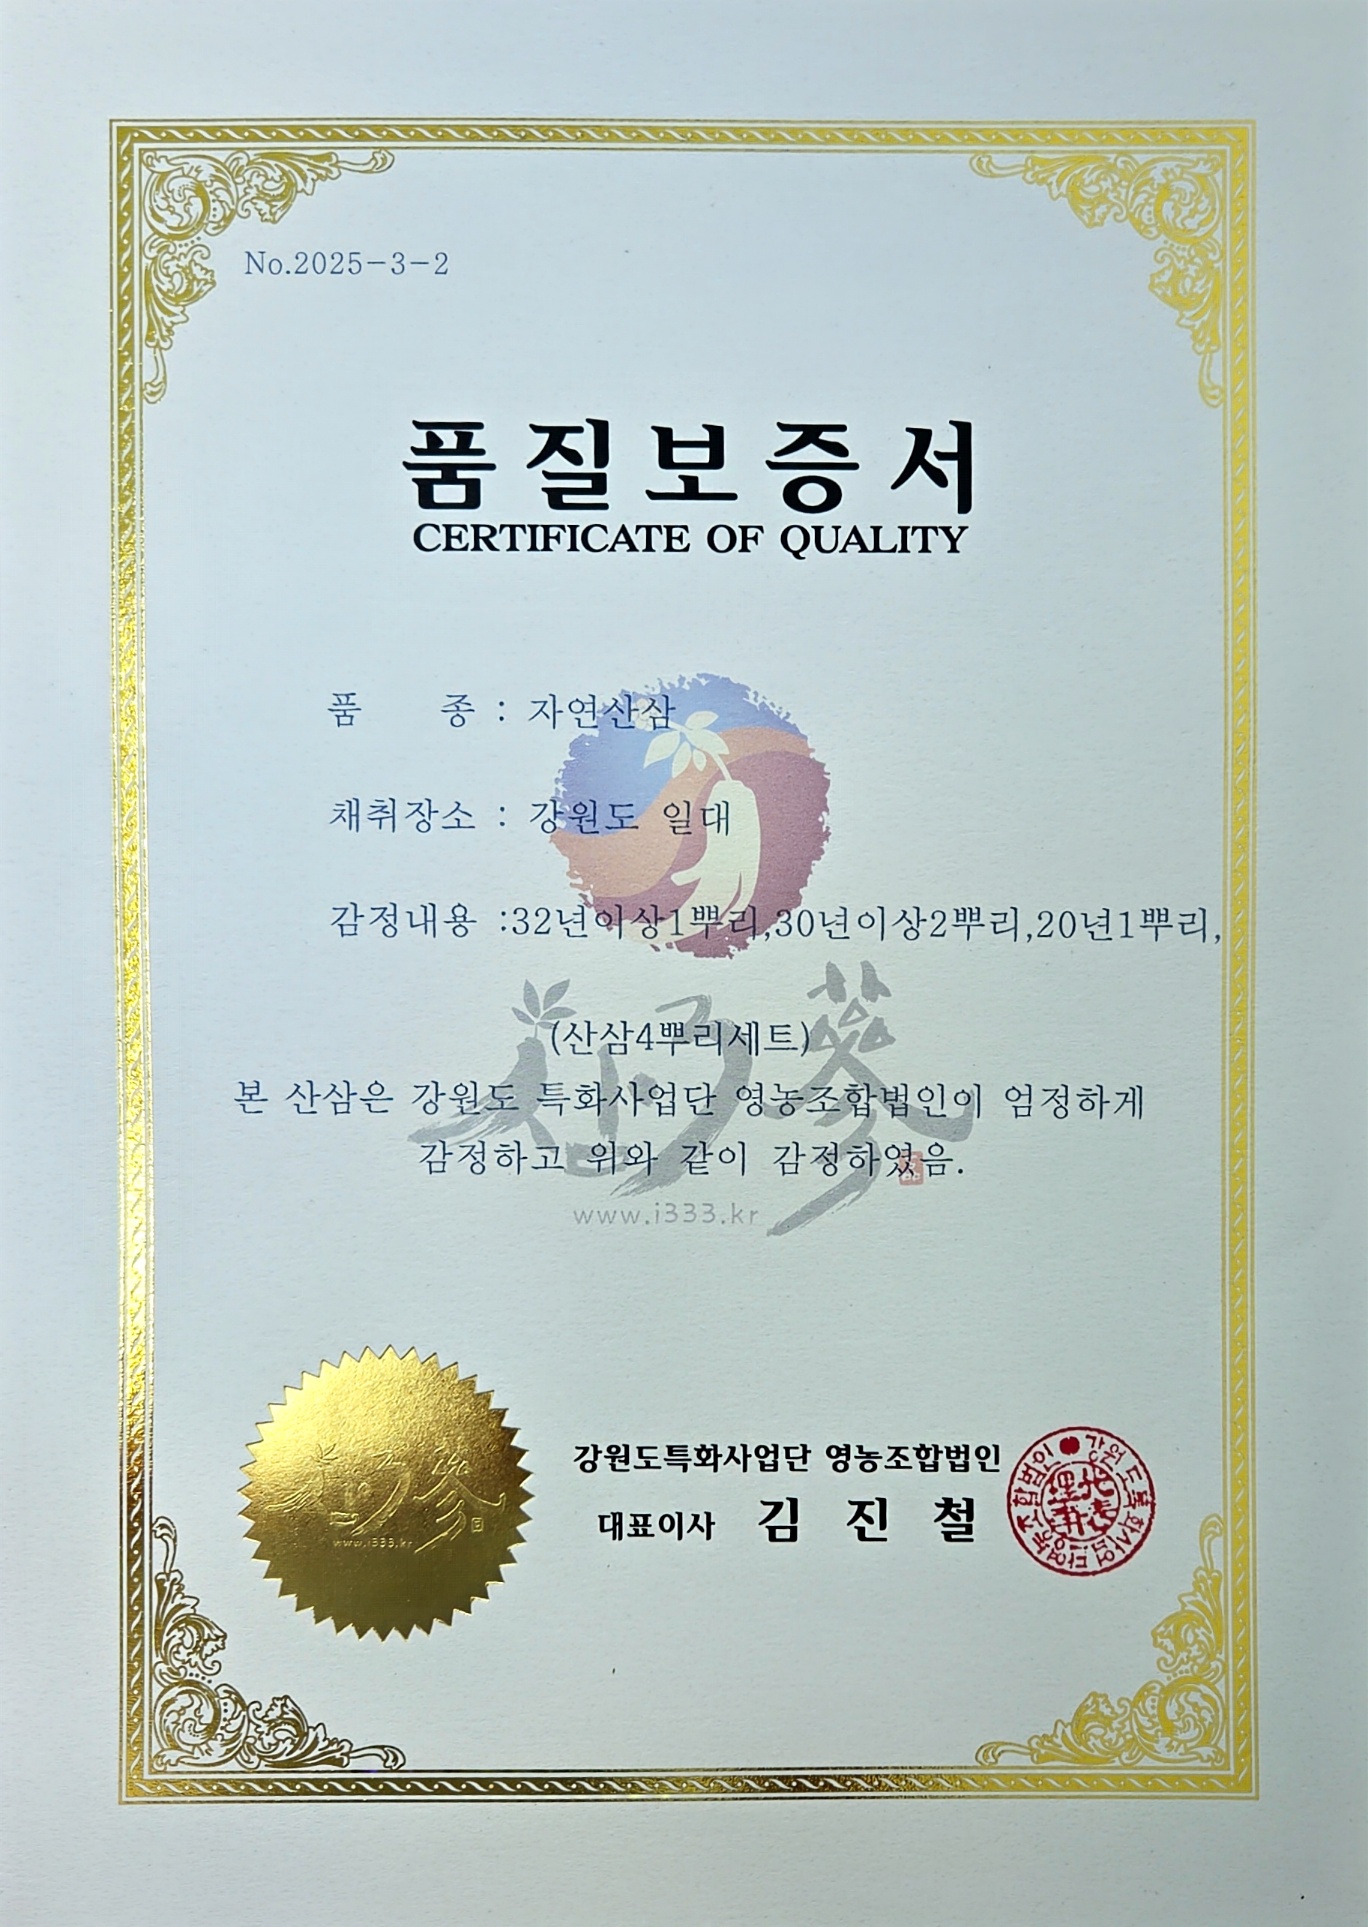 No.2025-3-2
품질보증서
CERTIFICATE OF QUALITY
품 종 : 자연산삼
채취장소 : 강원도 일대
감정내용 :32년이상1뿌리,30년이상2뿌리,20년1뿌리,
(산삼4뿌리세트)
본 산삼은 강원도 특화사업단 영농조합법인이 엄정하게
감정하고 위와 같이 감정하였음.
www.i333.kr
www.i333.kr
강원도특화사업단 영농조합법인
대표이사 김 진 철